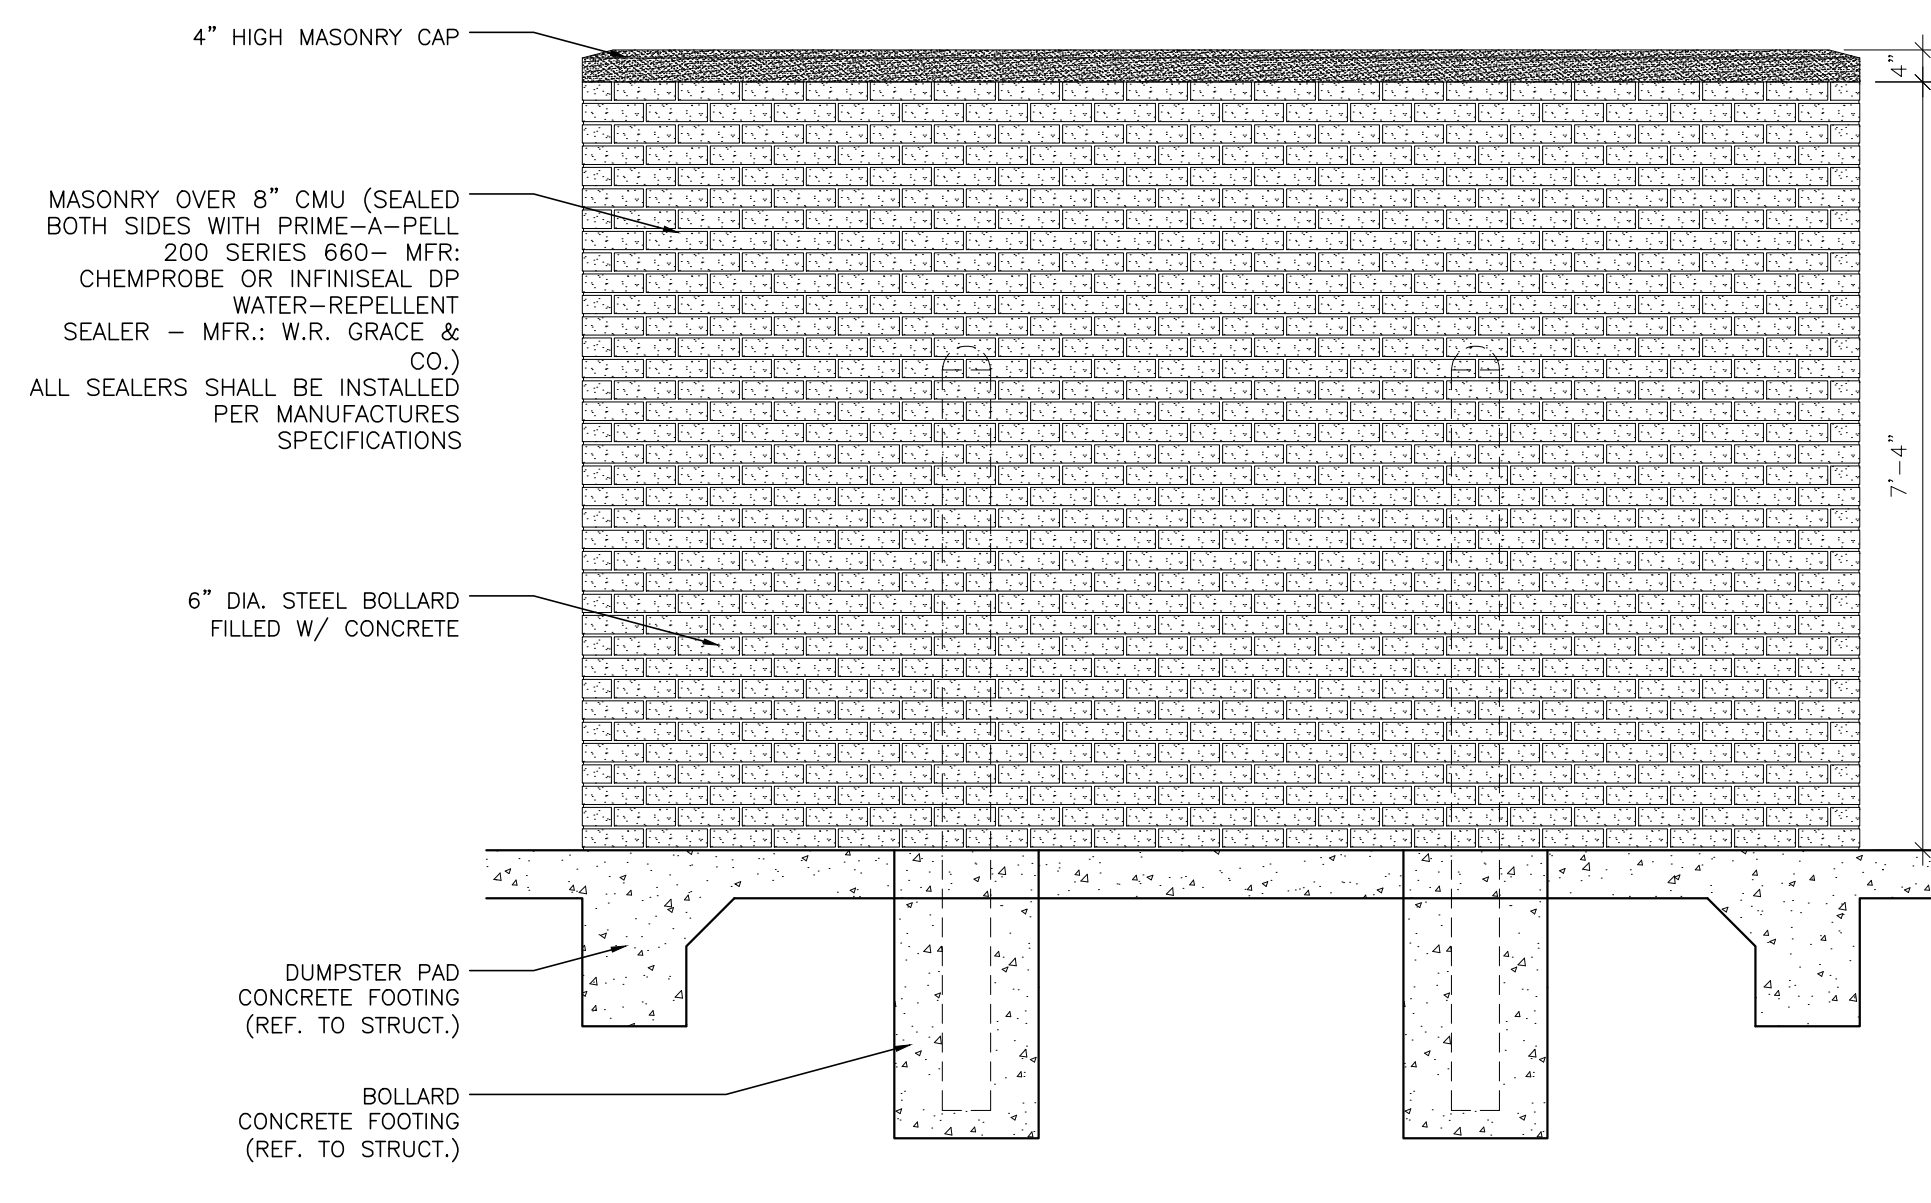 4” HIGH MASONRY CAP
4”
MASONRY OVER 8” CMU (SEALED
BOTH SIDES WITH PRIME–A–PELL
200 SERIES 660– MFR:
CHEMPROBE OR INFINISEAL DP
WATER–REPELLENT
SEALER – MFR.: W.R. GRACE &
CO.)
ALL SEALERS SHALL BE INSTALLED
PER MANUFACTURES
SPECIFICATIONS
7’–4”
6” DIA. STEEL BOLLARD
FILLED W/ CONCRETE
DUMPSTER PAD
CONCRETE FOOTING
(REF. TO STRUCT.)
BOLLARD
CONCRETE FOOTING
(REF. TO STRUCT.)